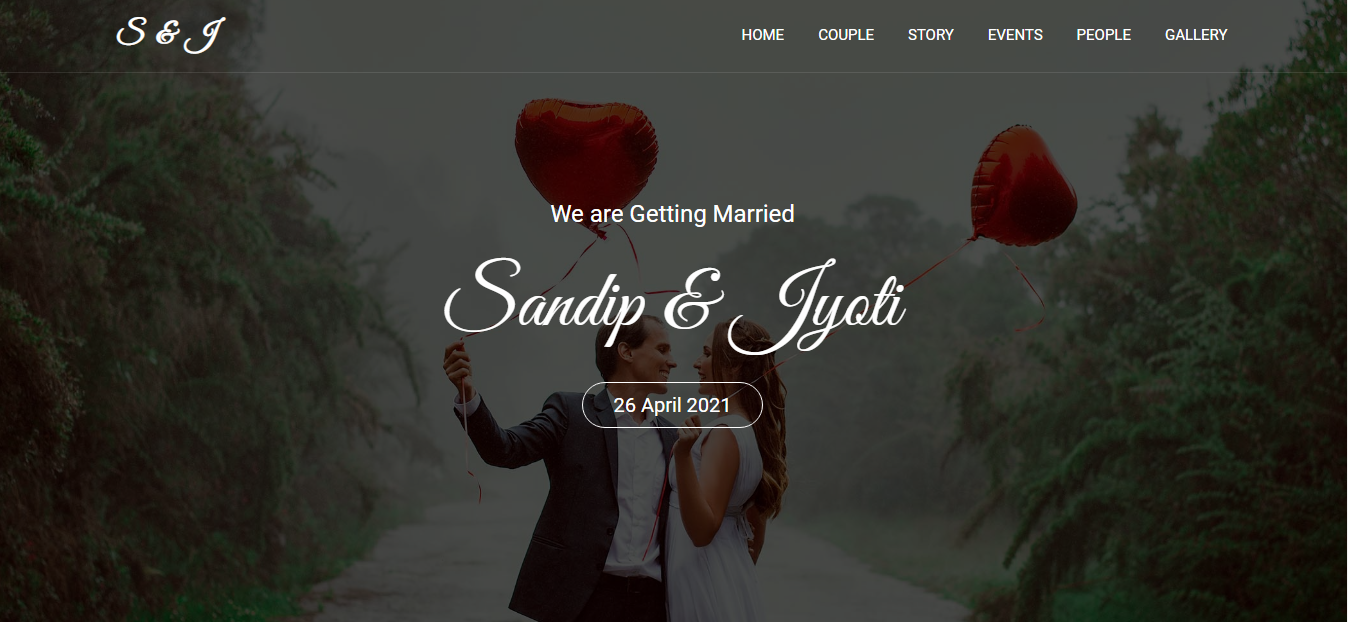 S & J
HOME COUPLE STORY EVENTS PEOPLE GALLERY
We are Getting Married
Sandip & Jyoti
26 April 2021